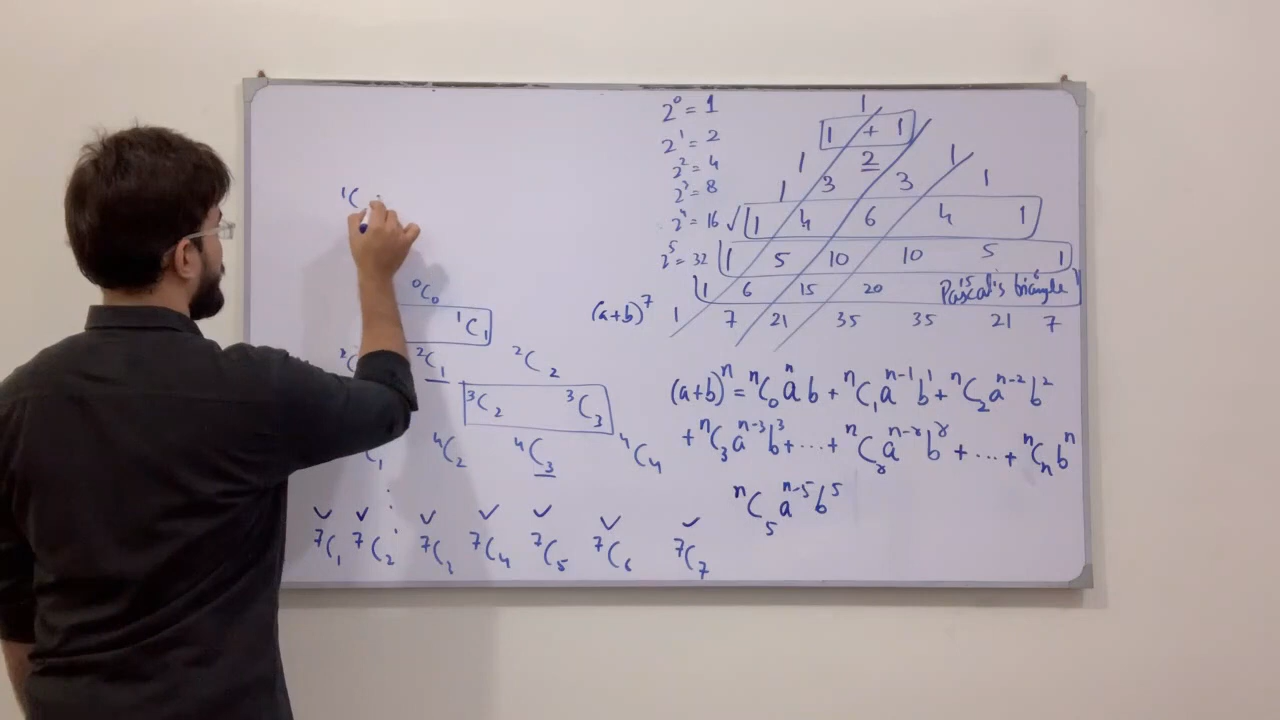 ¹C
⁰C₀
¹C₁
²C ²C₁ ²C₂
³C₂ ³C₃
C₁ ⁴C₂ ⁴C₃ ⁴C₄
⋮
✓ ✓ ✓ ✓ ✓ ✓ ✓
⁷C₁ ⁷C₂ ⁷C₃ ⁷C₄ ⁷C₅ ⁷C₆ ⁷C₇
2⁰ = 1 1
2¹ = 2 1 + 1
2² = 4 1 2 1
2³ = 8 1 3 3 1
2⁴ = 16 ✓ 1 4 6 4 1
2⁵ = 32 1 5 10 10 5 1
1 6 15 20 15 6 1
Pascal's triangle
(a+b)⁷ 1 7 21 35 35 21 7
(a+b)ⁿ = ⁿC₀aⁿb + ⁿC₁aⁿ⁻¹b¹ + ⁿC₂aⁿ⁻²b²
+ ⁿC₃aⁿ⁻³b³ + ... + ⁿCᵣaⁿ⁻ʳbʳ + ... + ⁿCₙbⁿ
ⁿC₅aⁿ⁻⁵b⁵